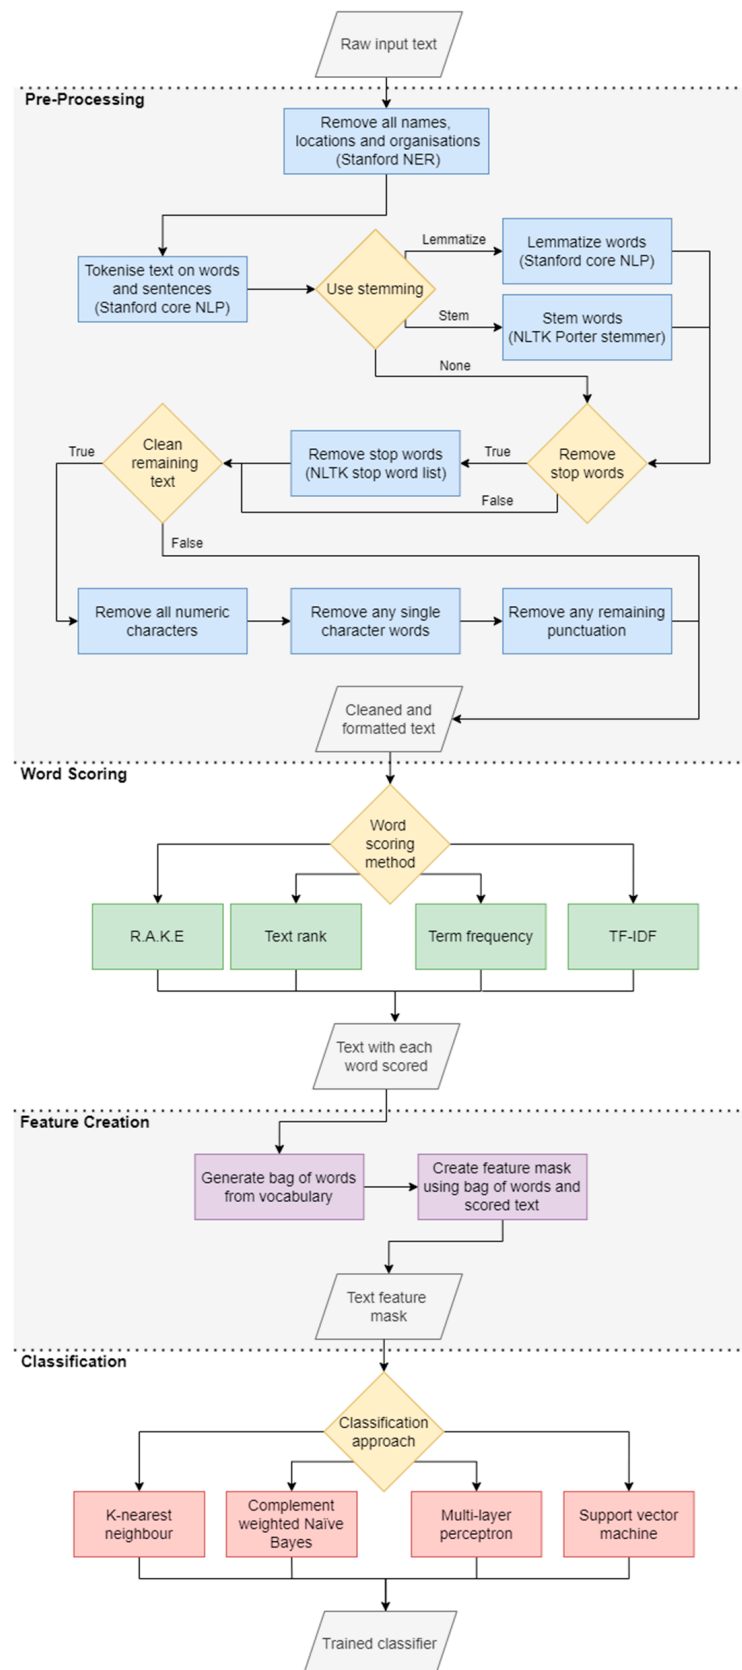 Raw input text
Pre-Processing
Remove all names,
locations and organisations
(Stanford NER)
Tokenise text on words
and sentences
(Stanford core NLP)
Use stemming
Lemmatize
Lemmatize words
(Stanford core NLP)
Stem
Stem words
(NLTK Porter stemmer)
None
Remove
stop words
True
Remove stop words
(NLTK stop word list)
False
Clean
remaining
text
True
False
Remove all numeric
characters
Remove any single
character words
Remove any remaining
punctuation
Cleaned and
formatted text
Word Scoring
Word
scoring
method
R.A.K.E
Text rank
Term frequency
TF-IDF
Text with each
word scored
Feature Creation
Generate bag of words
from vocabulary
Create feature mask
using bag of words and
scored text
Text feature
mask
Classification
Classification
approach
K-nearest
neighbour
Complement
weighted Naïve
Bayes
Multi-layer
perceptron
Support vector
machine
Trained classifier